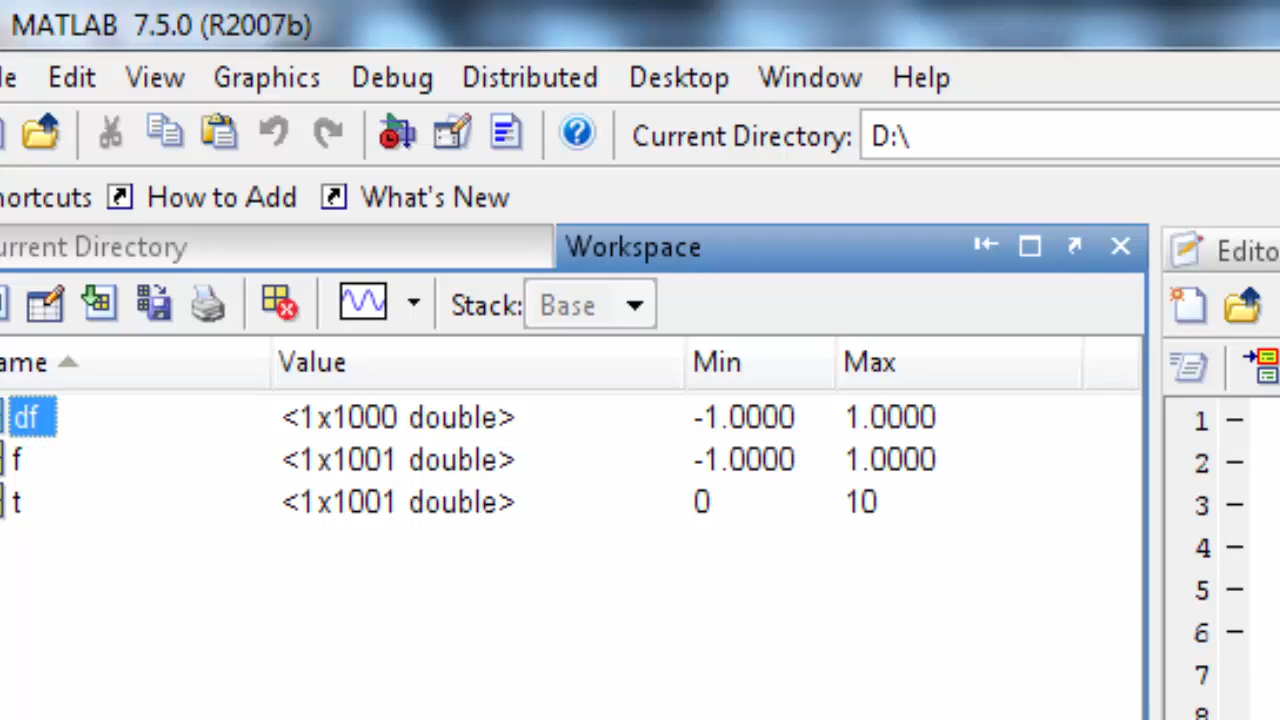 MATLAB 7.5.0 (R2007b)
le Edit View Graphics Debug Distributed Desktop Window Help
Current Directory: D:\
hortcuts How to Add What's New
urrent Directory Workspace Edito
Stack: Base
ame Value Min Max
df <1x1000 double> -1.0000 1.0000
f <1x1001 double> -1.0000 1.0000
t <1x1001 double> 0 10
1 –
2 –
3 –
4 –
5 –
6 –
7
8